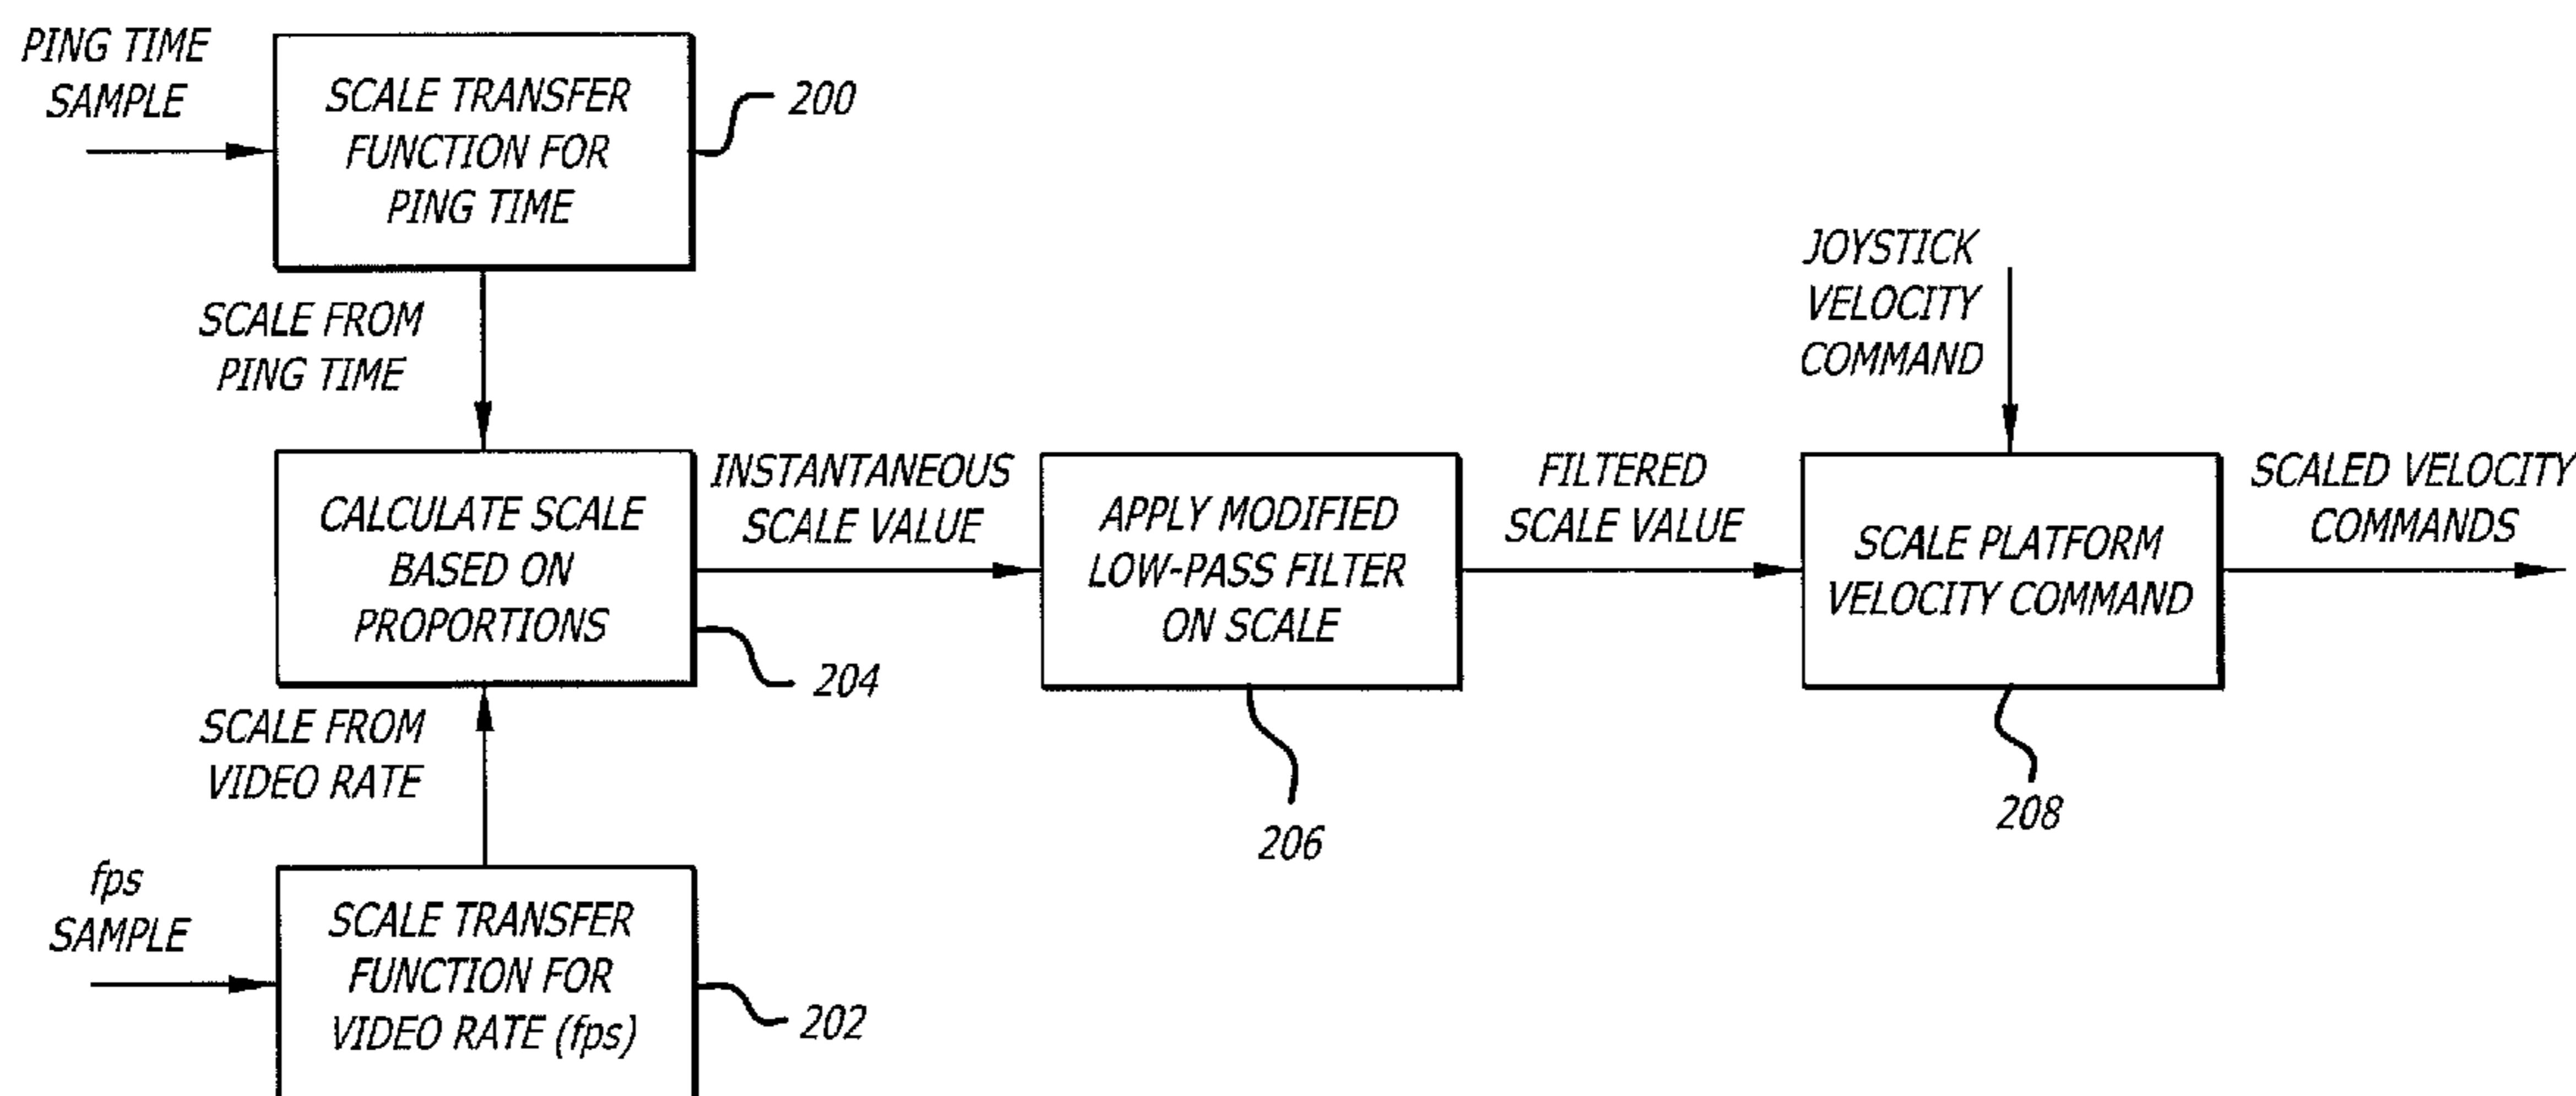 PING TIME
SAMPLE
SCALE TRANSFER
FUNCTION FOR
PING TIME
200
SCALE FROM
PING TIME
JOYSTICK
VELOCITY
COMMAND
CALCULATE SCALE
BASED ON
PROPORTIONS
204
INSTANTANEOUS
SCALE VALUE
APPLY MODIFIED
LOW-PASS FILTER
ON SCALE
206
FILTERED
SCALE VALUE
SCALE PLATFORM
VELOCITY COMMAND
208
SCALED VELOCITY
COMMANDS
SCALE FROM
VIDEO RATE
fps
SAMPLE
SCALE TRANSFER
FUNCTION FOR
VIDEO RATE (fps)
202